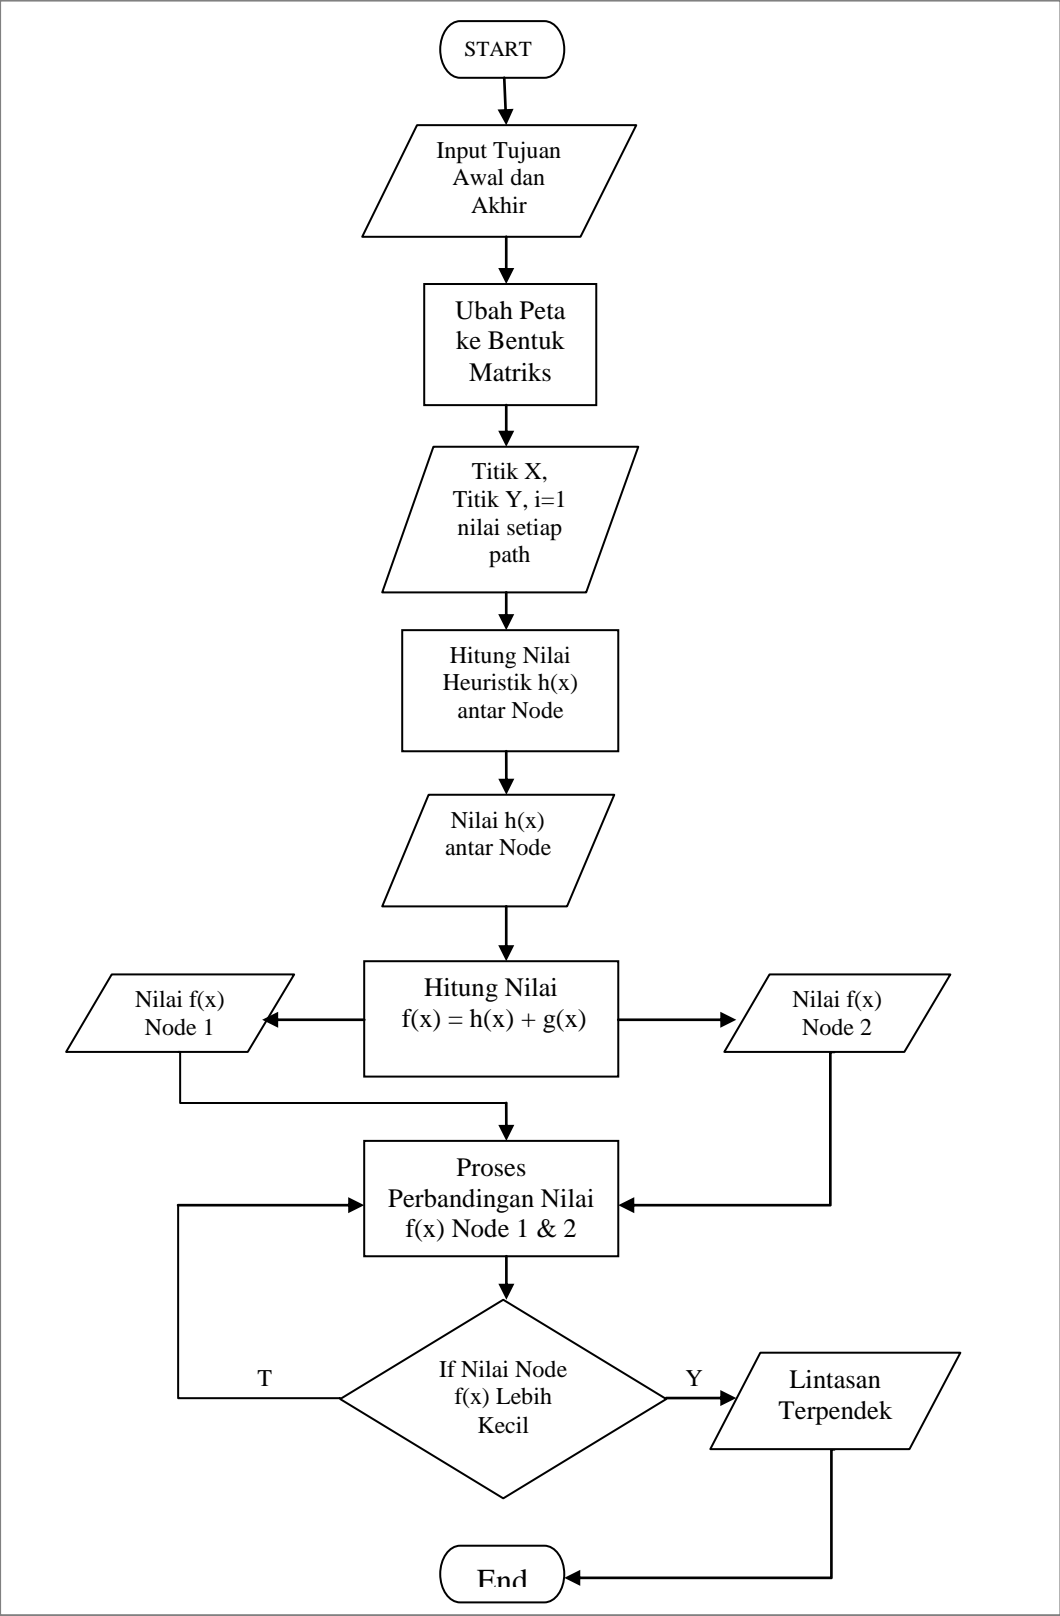 START
Input Tujuan
Awal dan
Akhir
Ubah Peta
ke Bentuk
Matriks
Titik X,
Titik Y, i=1
nilai setiap
path
Hitung Nilai
Heuristik h(x)
antar Node
Nilai h(x)
antar Node
Hitung Nilai
f(x) = h(x) + g(x)
Nilai f(x)
Node 1
Nilai f(x)
Node 2
Proses
Perbandingan Nilai
f(x) Node 1 & 2
If Nilai Node
f(x) Lebih
Kecil
T
Y
Lintasan
Terpendek
End